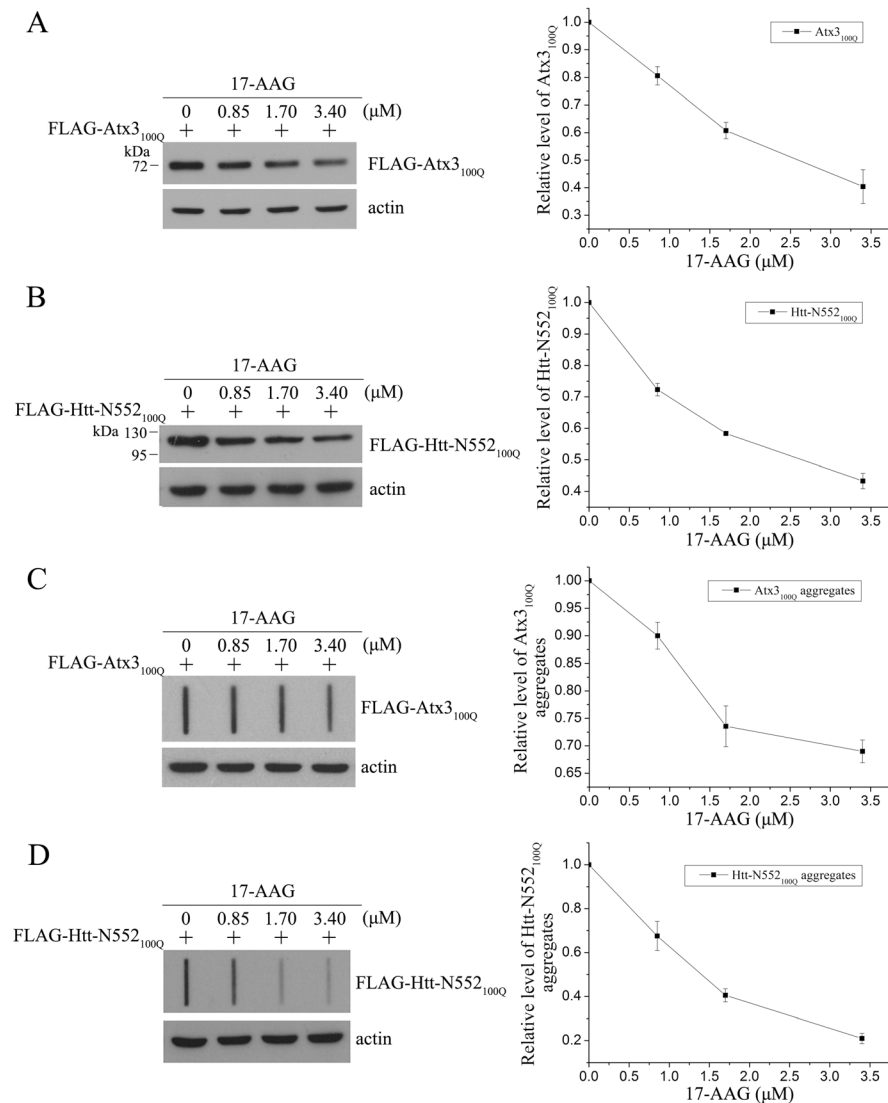 A
17-AAG
0 0.85 1.70 3.40 (μM)
FLAG-Atx3100Q + + + +
kDa
72 FLAG-Atx3100Q
actin
Relative level of Atx3100Q
1.0
0.9
0.8
0.7
0.6
0.5
0.4
0.3
Atx3100Q
0.0 0.5 1.0 1.5 2.0 2.5 3.0 3.5
17-AAG (μM)
B
17-AAG
0 0.85 1.70 3.40 (μM)
FLAG-Htt-N552100Q + + + +
kDa 130
95
FLAG-Htt-N552100Q
actin
Relative level of Htt-N552100Q
1.0
0.9
0.8
0.7
0.6
0.5
0.4
Htt-N552100Q
0.0 0.5 1.0 1.5 2.0 2.5 3.0 3.5
17-AAG (μM)
C
17-AAG
0 0.85 1.70 3.40 (μM)
FLAG-Atx3100Q + + + +
FLAG-Atx3100Q
actin
Relative level of Atx3100Q
aggregates
1.00
0.95
0.90
0.85
0.80
0.75
0.70
0.65
Atx3100Q aggregates
0.0 0.5 1.0 1.5 2.0 2.5 3.0 3.5
17-AAG (μM)
D
17-AAG
0 0.85 1.70 3.40 (μM)
FLAG-Htt-N552100Q + + + +
FLAG-Htt-N552100Q
actin
Relative level of Htt-N552100Q
aggregates
1.0
0.8
0.6
0.4
0.2
Htt-N552100Q aggregates
0.0 0.5 1.0 1.5 2.0 2.5 3.0 3.5
17-AAG (μM)